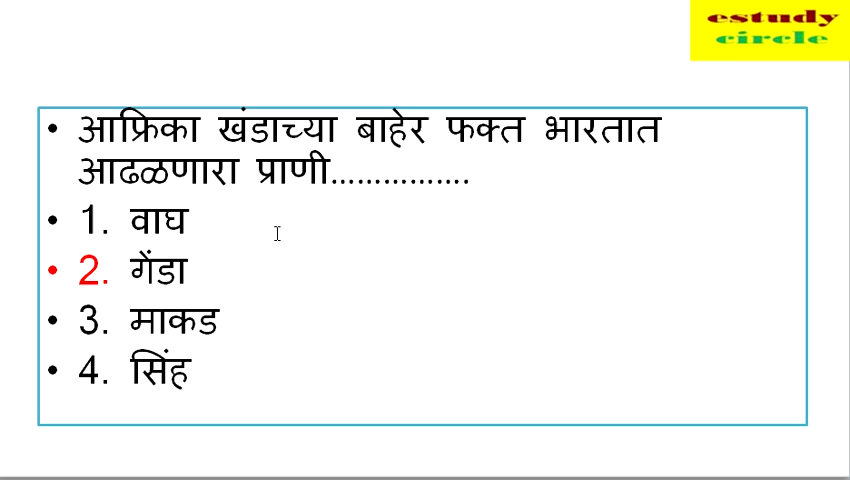 estudy
circle
• आफ्रिका खंडाच्या बाहेर फक्त भारतात
आढळणारा प्राणी................
• 1. वाघ
• 2. गेंडा
• 3. माकड
• 4. सिंह